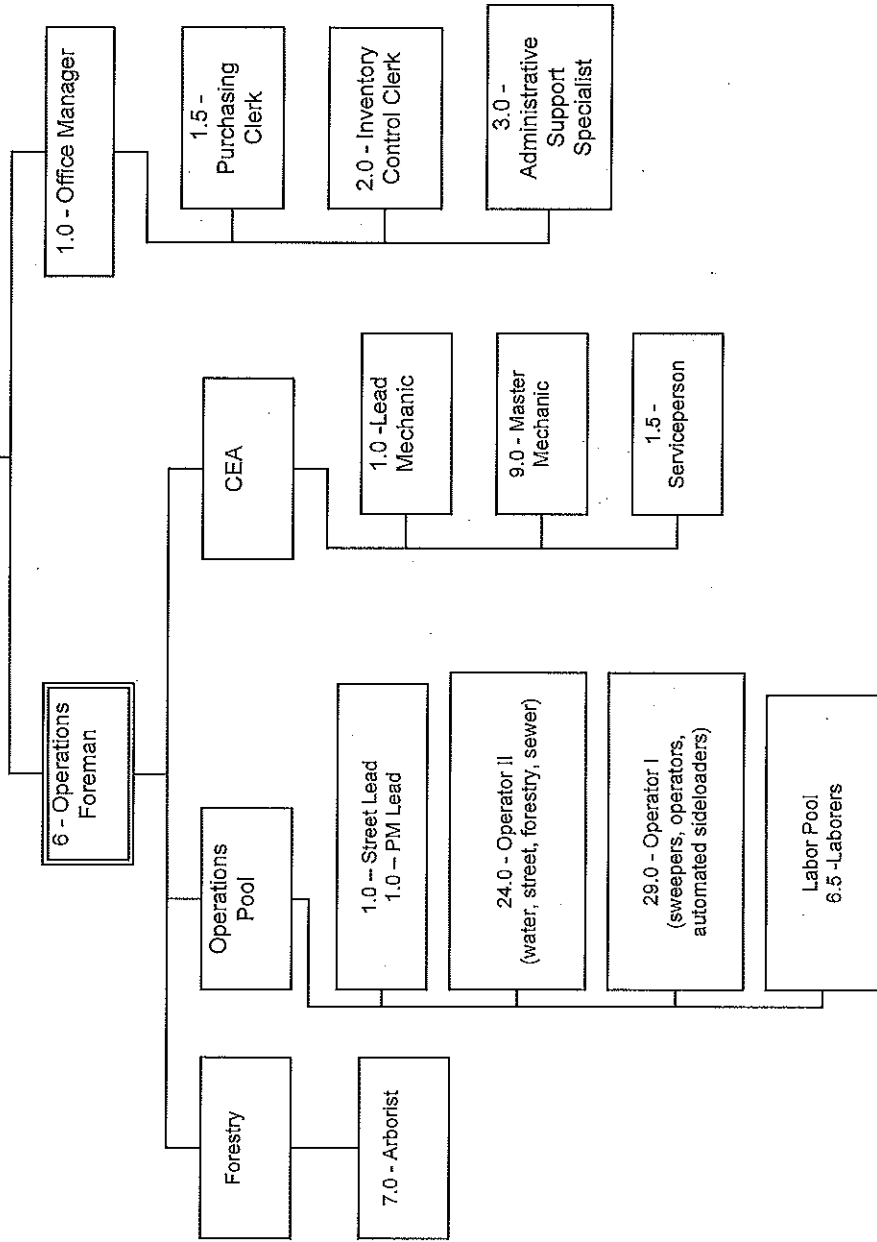 6 - Operations
Foreman
1.0 - Office Manager
Forestry
7.0 - Arborist
Operations
Pool
1.0 -- Street Lead
1.0 – PM Lead
24.0 - Operator II
(water, street, forestry, sewer)
29.0 - Operator I
(sweepers, operators,
automated sideloaders)
Labor Pool
6.5 -Laborers
CEA
1.0 -Lead
Mechanic
9.0 - Master
Mechanic
1.5 -
Serviceperson
1.5 -
Purchasing
Clerk
2.0 - Inventory
Control Clerk
3.0 -
Administrative
Support
Specialist